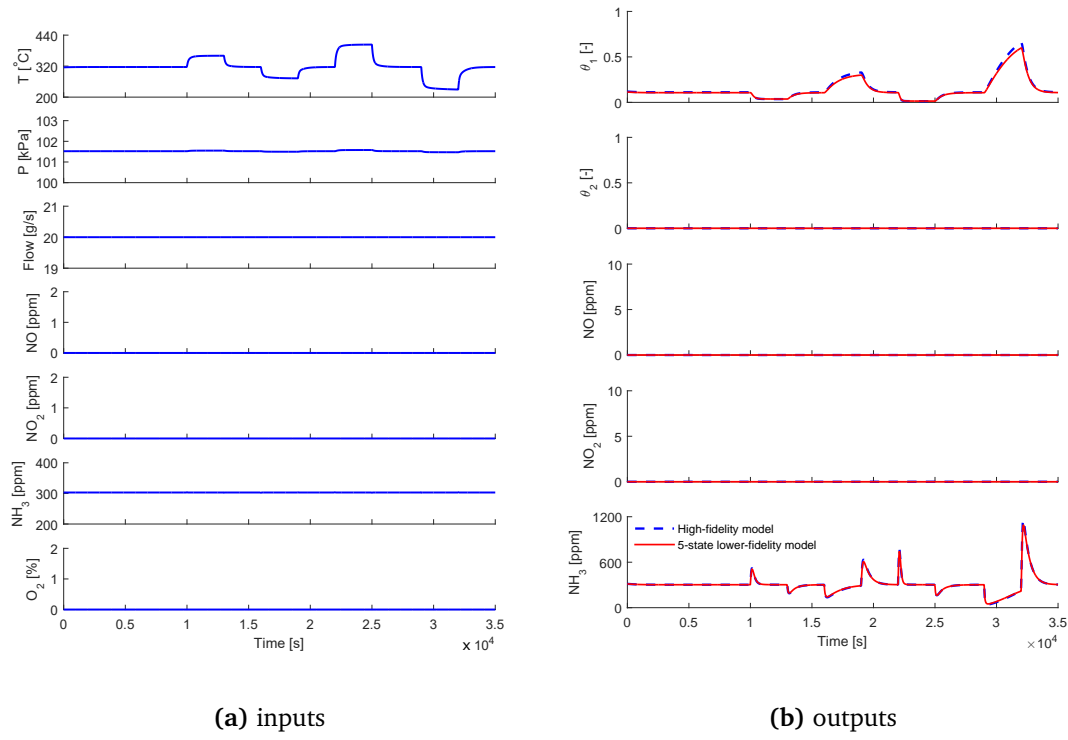 440
320
200
T [°C]
103
102
101
100
P [kPa]
21
20
19
Flow [g/s]
2
1
0
NO [ppm]
2
1
0
NO2 [ppm]
400
300
200
NH3 [ppm]
2
1
0
O2 [%]
0 0.5 1 1.5 2 2.5 3 3.5
Time [s]
x 10^4
(a) inputs
1
0.5
0
θ1 [-]
1
0.5
0
θ2 [-]
10
5
0
NO [ppm]
10
5
0
NO2 [ppm]
1200
600
0
NH3 [ppm]
High-fidelity model
5-state lower-fidelity model
0 0.5 1 1.5 2 2.5 3 3.5
Time [s]
×10^4
(b) outputs